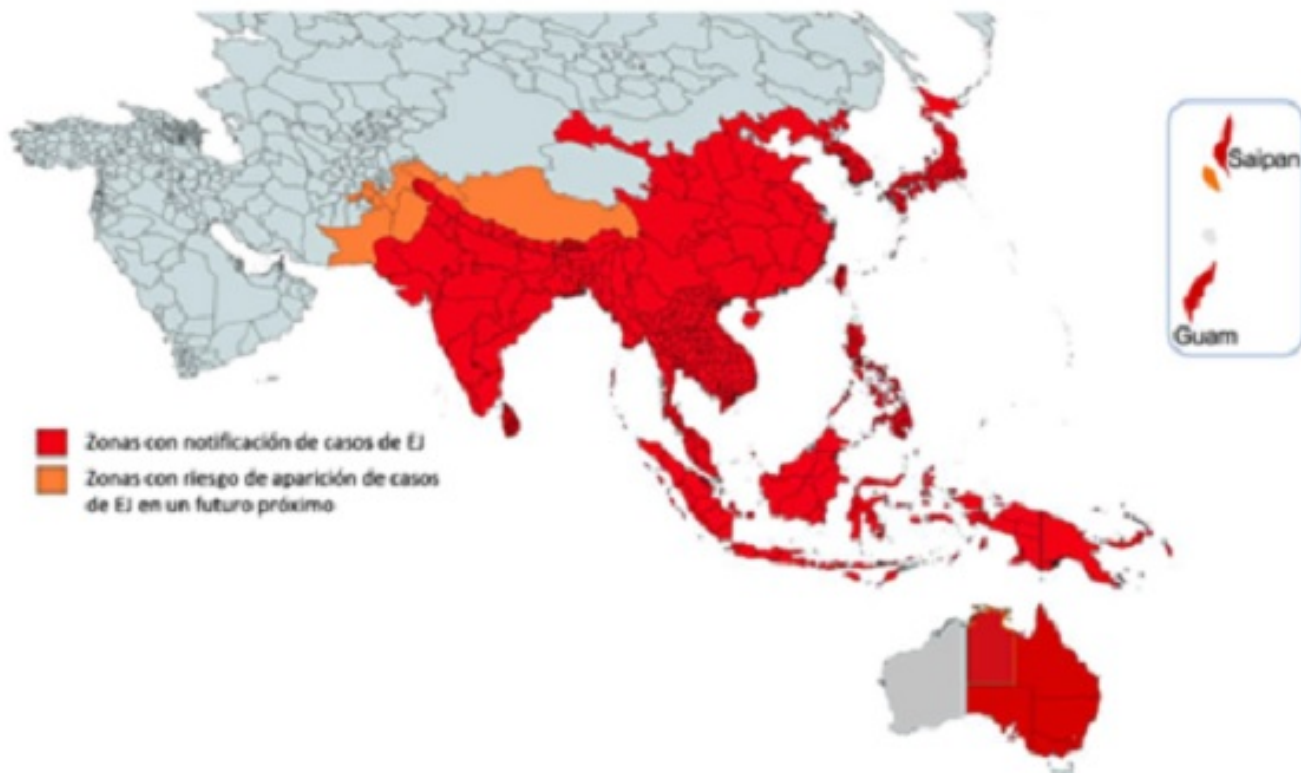 Saipan
Guam
Zonas con notificación de casos de EJ
Zonas con riesgo de aparición de casos
de EJ en un futuro próximo